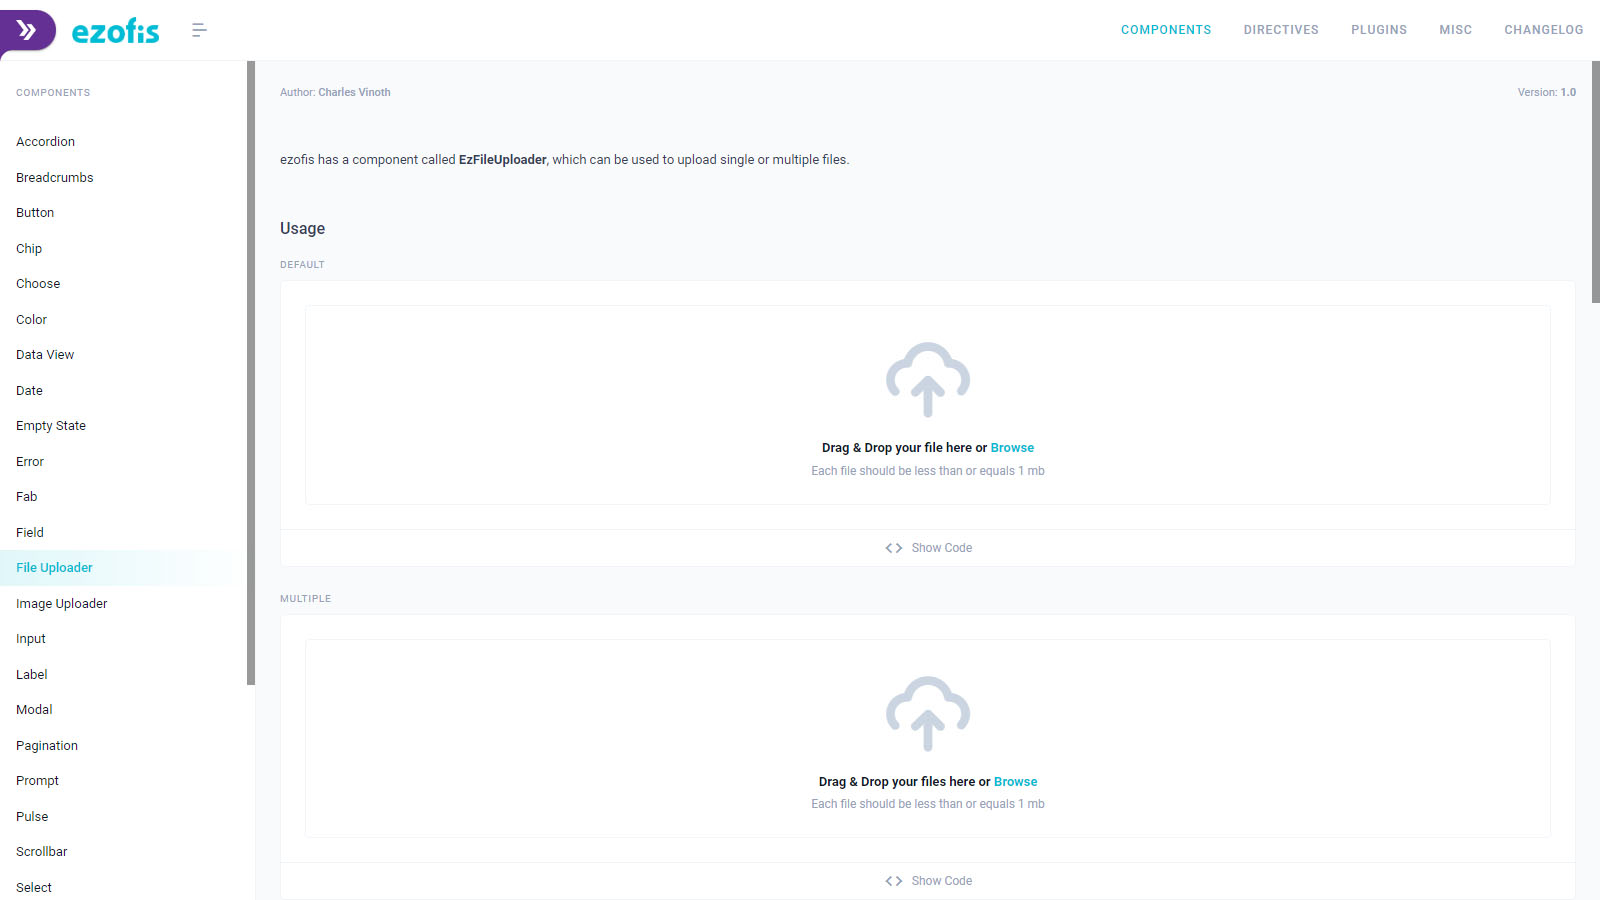 ezofis
COMPONENTS
DIRECTIVES
PLUGINS
MISC
CHANGELOG
COMPONENTS
Accordion
Breadcrumbs
Button
Chip
Choose
Color
Data View
Date
Empty State
Error
Fab
Field
File Uploader
Image Uploader
Input
Label
Modal
Pagination
Prompt
Pulse
Scrollbar
Select
Author: Charles Vinoth
Version: 1.0
ezofis has a component called EzFileUploader, which can be used to upload single or multiple files.
Usage
DEFAULT
Drag & Drop your file here or Browse
Each file should be less than or equals 1 mb
Show Code
MULTIPLE
Drag & Drop your files here or Browse
Each file should be less than or equals 1 mb
Show Code